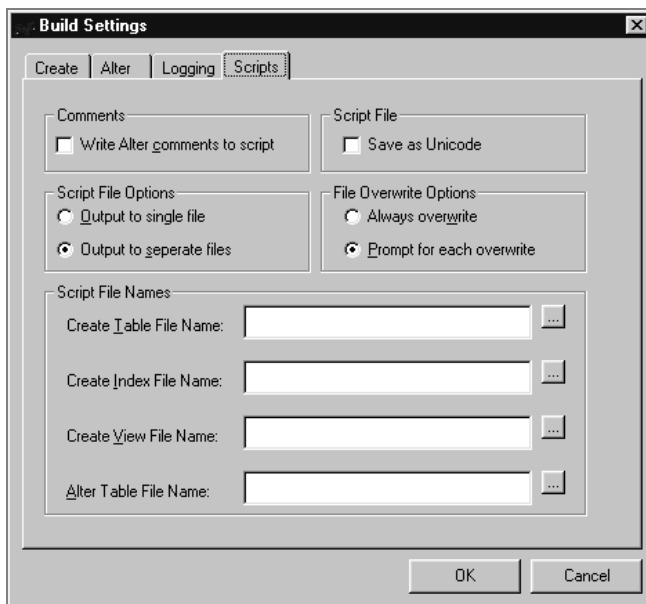 Build Settings
Create Alter Logging Scripts
Comments
Write Alter comments to script
Script File
Save as Unicode
Script File Options
Output to single file
Output to seperate files
File Overwrite Options
Always overwrite
Prompt for each overwrite
Script File Names
Create Table File Name:
...
Create Index File Name:
...
Create View File Name:
...
Alter Table File Name:
...
OK Cancel